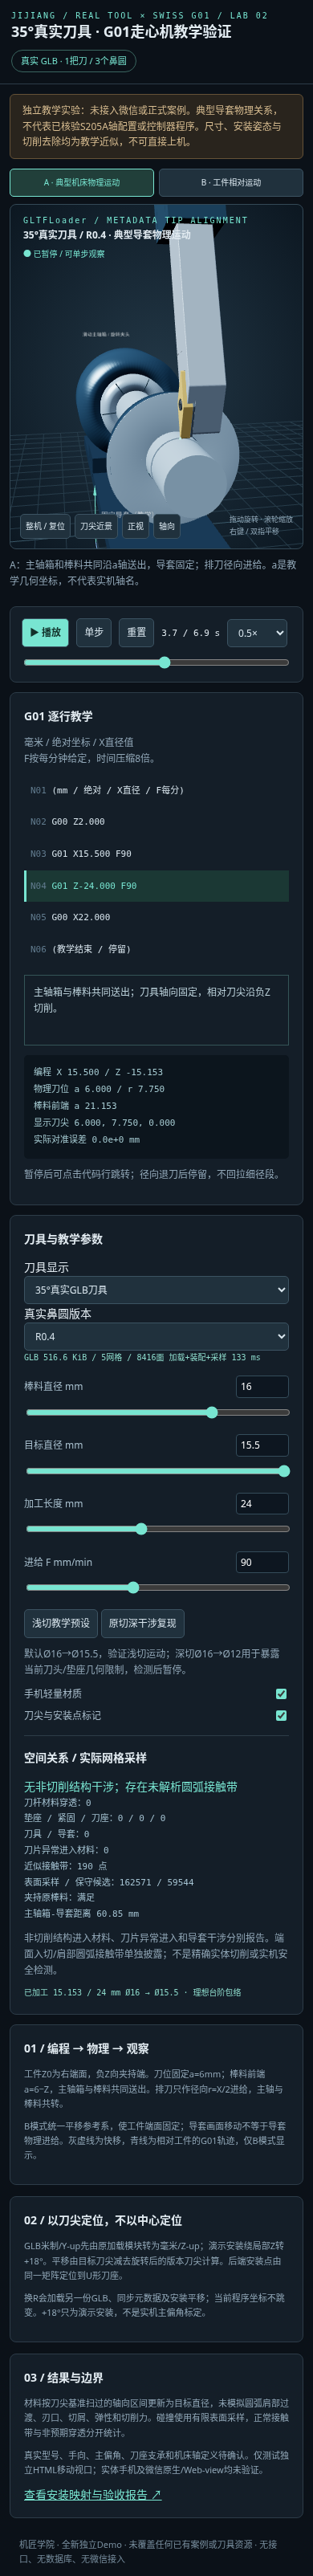 JIJIANG / REAL TOOL × SWISS G01 / LAB 02
35°真实刀具 · G01走心机教学验证
真实 GLB · 1把刀 / 3个鼻圆
独立教学实验：未接入微信或正式案例。典型导套物理关系，
不代表已核验S205A轴配置或控制器程序。尺寸、安装姿态与
切削去除均为教学近似，不可直接上机。
A · 典型机床物理运动
B · 工件相对运动
GLTFLoader / METADATA TIP ALIGNMENT
35°真实刀具 / R0.4 · 典型导套物理运动
已暂停 / 可单步观察
滑动主轴箱 / 旋转夹头
整机 / 复位
刀尖近景
正视
轴向
拖动旋转 · 滚轮缩放
右键 / 双指平移
A：主轴箱和棒料共同沿a轴送出，导套固定；排刀径向进给。a是教
学几何坐标，不代表实机轴名。
▶ 播放
单步
重置
3.7 / 6.9 s
0.5×
G01 逐行教学
毫米 / 绝对坐标 / X直径值
F按每分钟给定，时间压缩8倍。
N01 (mm / 绝对 / X直径 / F每分)
N02 G00 Z2.000
N03 G01 X15.500 F90
N04 G01 Z-24.000 F90
N05 G00 X22.000
N06 (教学结束 / 停留)
主轴箱与棒料共同送出；刀具轴向固定，相对刀尖沿负Z
切削。
编程 X 15.500 / Z -15.153
物理刀位 a 6.000 / r 7.750
棒料前端 a 21.153
显示刀尖 6.000, 7.750, 0.000
实际对准误差 0.0e+0 mm
暂停后可点击代码行跳转；径向退刀后停留，不回拉细径段。
刀具与教学参数
刀具显示
35°真实GLB刀具
真实鼻圆版本
R0.4
GLB 516.6 KiB / 5网格 / 8416面 加载+装配+采样 133 ms
棒料直径 mm
16
目标直径 mm
15.5
加工长度 mm
24
进给 F mm/min
90
浅切教学预设
原切深干涉复现
默认Ø16→Ø15.5，验证浅切运动；深切Ø16→Ø12用于暴露
当前刀头/垫座几何限制，检测后暂停。
手机轻量材质
刀尖与安装点标记
空间关系 / 实际网格采样
无非切削结构干涉；存在未解析圆弧接触带
刀杆材料穿透：0
垫座 / 紧固 / 刀座：0 / 0 / 0
刀具 / 导套：0
刀片异常进入材料：0
近似接触带：190 点
表面采样 / 保守候选：162571 / 59544
夹持原棒料：满足
主轴箱-导套距离 60.85 mm
非切削结构进入材料、刀片异常进入和导套干涉分别报告。端
面入切/肩部圆弧接触带单独披露；不是精确实体切削或实机安
全检测。
已加工 15.153 / 24 mm Ø16 → Ø15.5 · 理想台阶包络
01 / 编程 → 物理 → 观察
工件Z0为右端面，负Z向夹持端。刀位固定a=6mm；棒料前端
a=6−Z，主轴箱与棒料共同送出。排刀只作径向r=X/2进给，主轴与
棒料共转。
B模式统一平移参考系，使工件端面固定；导套画面移动不等于导套
物理进给。灰虚线为快移，青线为相对工件的G01轨迹，仅B模式显
示。
02 / 以刀尖定位，不以中心定位
GLB米制/Y-up先由原加载模块转为毫米/Z-up；演示安装绕局部Z转
+18°。平移由目标刀尖减去旋转后的版本刀尖计算。后端安装点由
同一矩阵定位到U形刀座。
换R会加载另一份GLB、同步元数据及安装平移；当前程序坐标不跳
变。+18°只为演示安装，不是实机主偏角标定。
03 / 结果与边界
材料按刀尖基准扫过的轴向区间更新为目标直径，未模拟圆弧肩部过
渡、刃口、切屑、弹性和切削力。碰撞使用有限表面采样，正常接触
带与非预期穿透分开统计。
真实型号、手向、主偏角、刀座支承和机床轴定义待确认。仅测试独
立HTML移动视口；实体手机及微信原生/Web-view均未验证。
查看安装映射与验收报告 ↗
机匠学院 · 全新独立Demo · 未覆盖任何已有案例或刀具资源 · 无接
口、无数据库、无微信接入